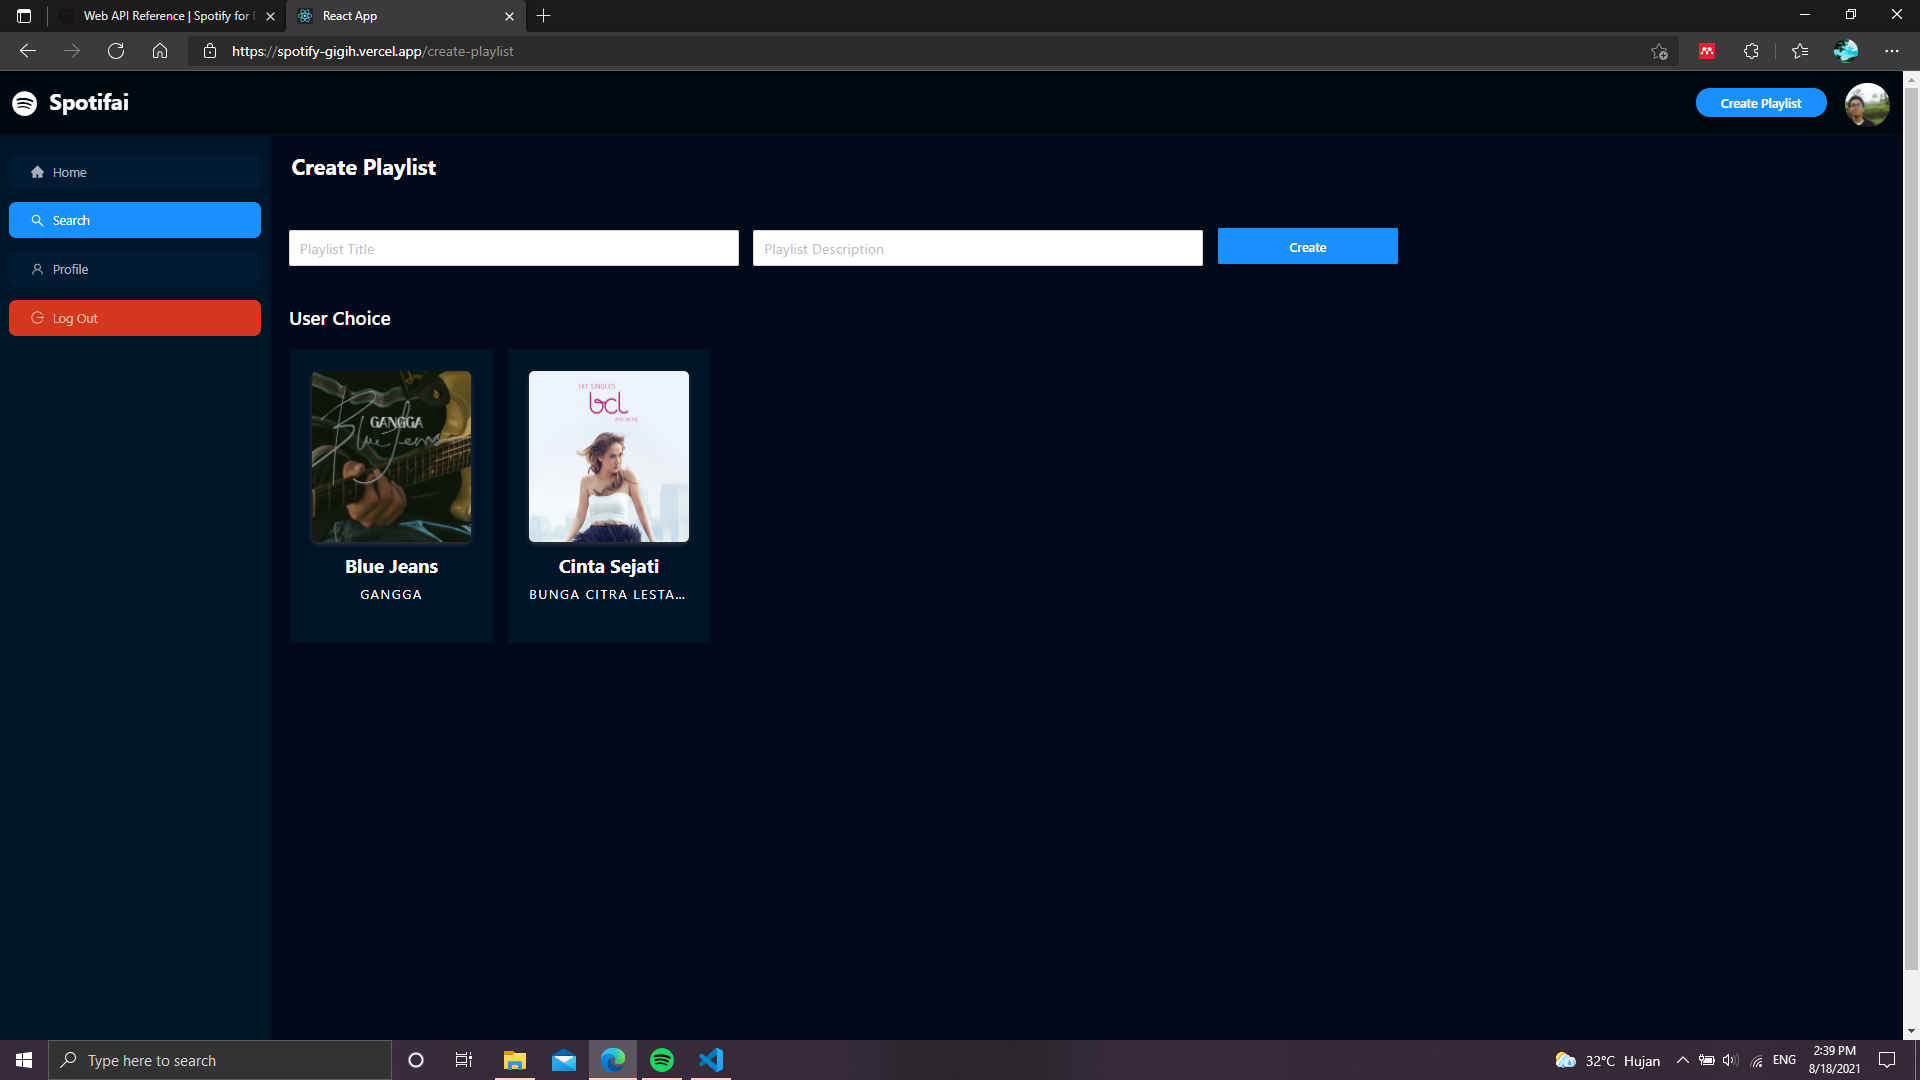 Web API Reference | Spotify for D
React App
https://spotify-gigih.vercel.app/create-playlist
Spotifai
Create Playlist
Home
Search
Profile
Log Out
Create Playlist
Playlist Title
Playlist Description
Create
User Choice
GANGGA
Blue Jeans
HIT SINGLES
bcl
AND MORE
Blue Jeans
Cinta Sejati
GANGGA
BUNGA CITRA LESTA...
Type here to search
32°C Hujan
ENG
2:39 PM
8/18/2021